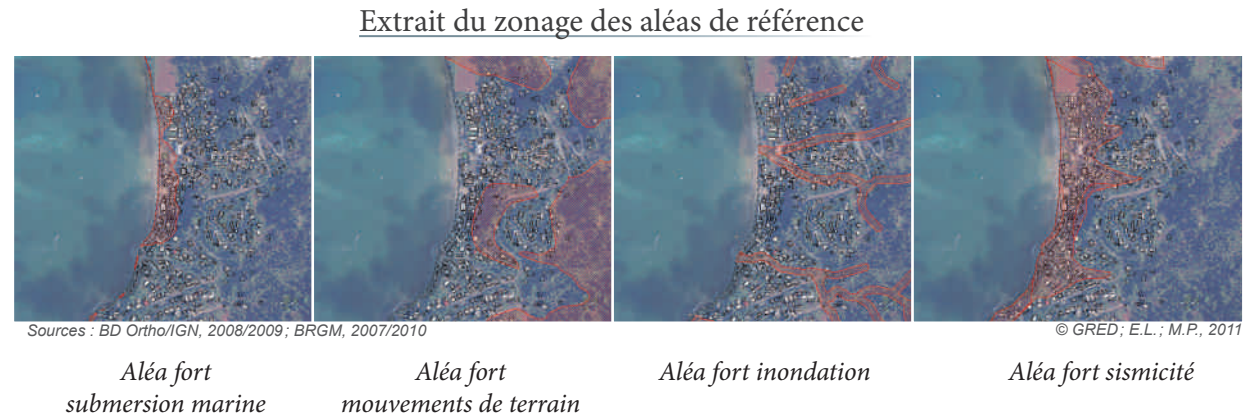 Extrait du zonage des aléas de référence
Sources : BD Ortho/IGN, 2008/2009 ; BRGM, 2007/2010
© GRED ; E.L. ; M.P., 2011
Aléa fort
submersion marine
Aléa fort
mouvements de terrain
Aléa fort inondation
Aléa fort sismicité